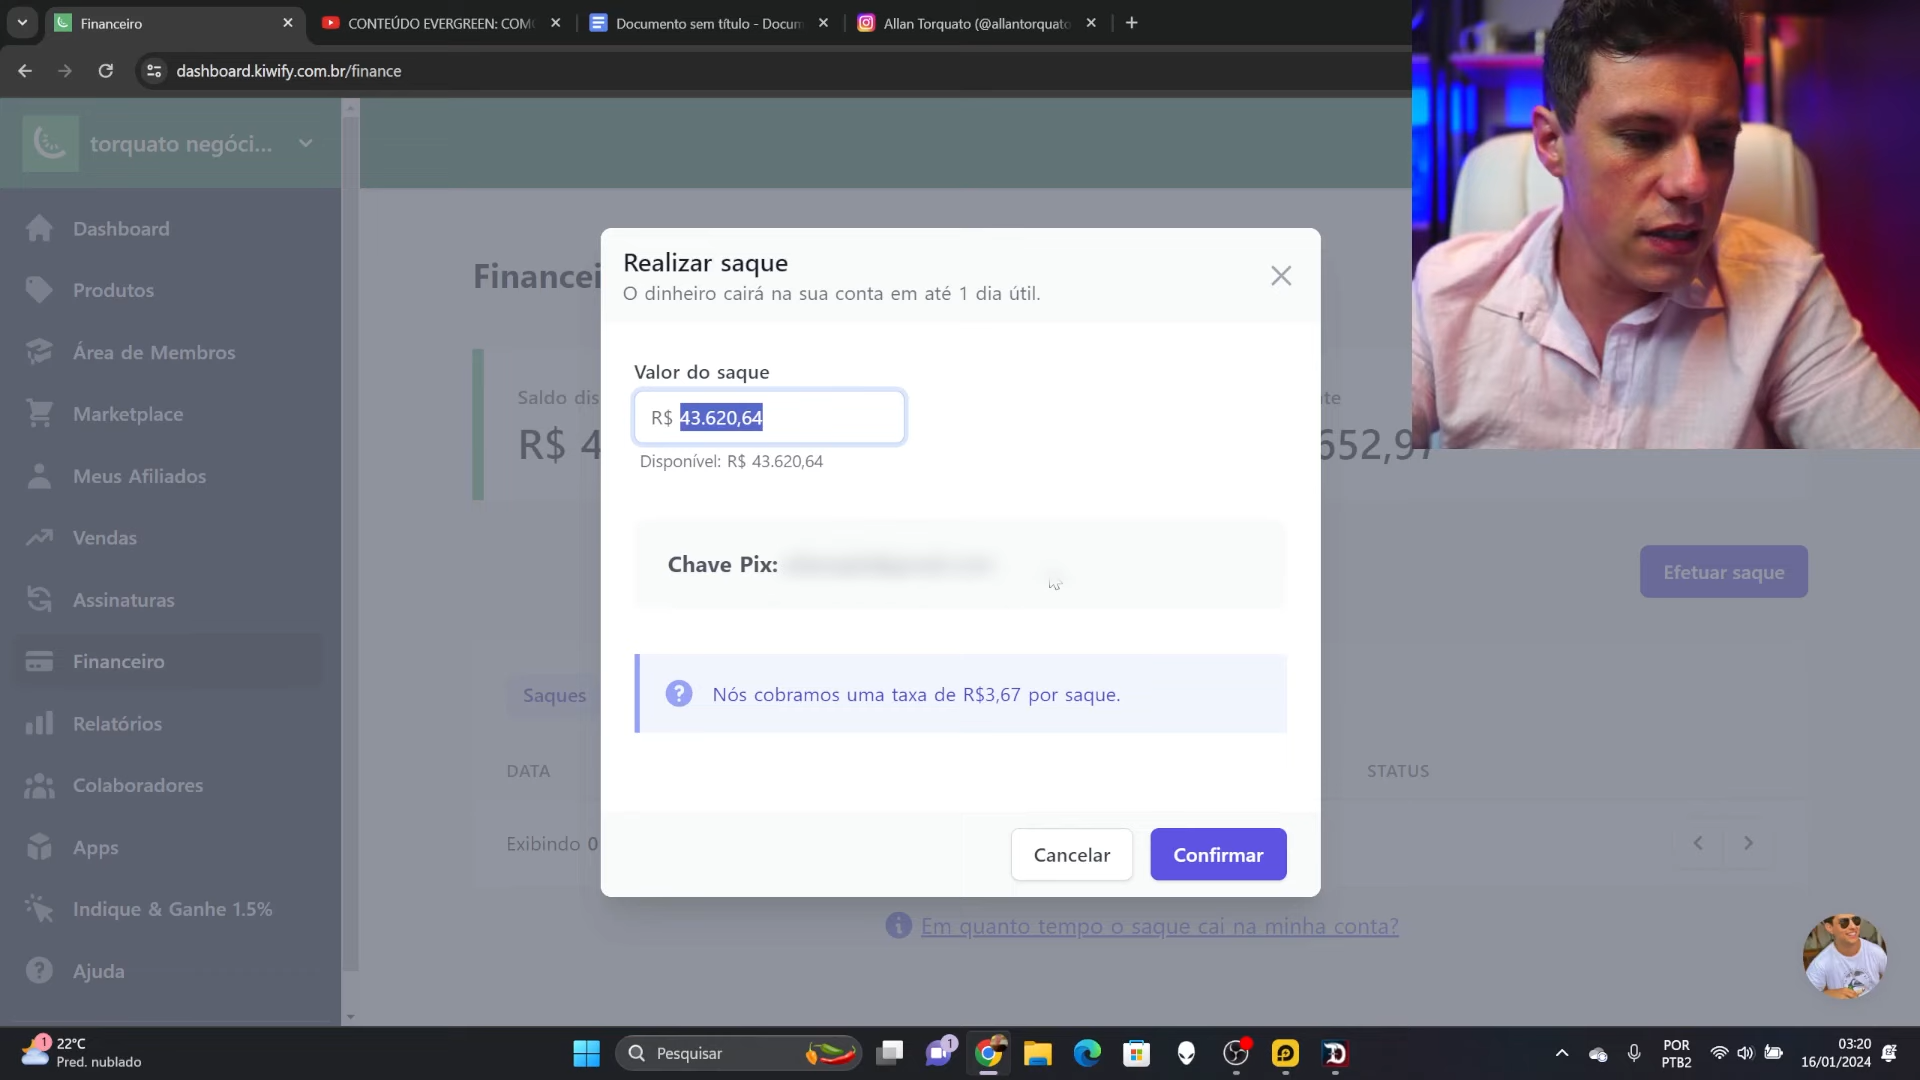 Financeiro
CONTEÚDO EVERGREEN: COM
Documento sem título - Docum
Allan Torquato (@allantorquato
dashboard.kiwify.com.br/finance
torquato negóci...
Dashboard
Produtos
Área de Membros
Marketplace
Meus Afiliados
Vendas
Assinaturas
Financeiro
Relatórios
Colaboradores
Apps
Indique & Ganhe 1.5%
Ajuda
Financei
Saldo dis
R$ 4
te
652,97
Efetuar saque
Saques
DATA
STATUS
Exibindo 0
Em quanto tempo o saque cai na minha conta?
Realizar saque
O dinheiro cairá na sua conta em até 1 dia útil.
Valor do saque
R$ 43.620,64
Disponível: R$ 43.620,64
Chave Pix:
Nós cobramos uma taxa de R$3,67 por saque.
Cancelar
Confirmar
1
22°C
Pred. nublado
Pesquisar
1
POR
PTB2
03:20
16/01/2024